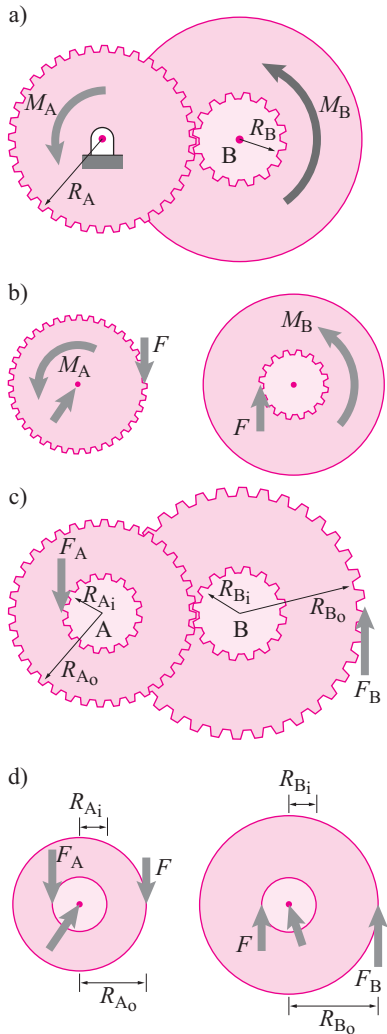 a)
M_A
R_A
B
R_B
M_B
b)
M_A
F
F
M_B
c)
F_A
R_Ai
A
R_Ao
R_Bi
B
R_Bo
F_B
d)
R_Ai
F_A
F
R_Ao
R_Bi
F
F_B
R_Bo